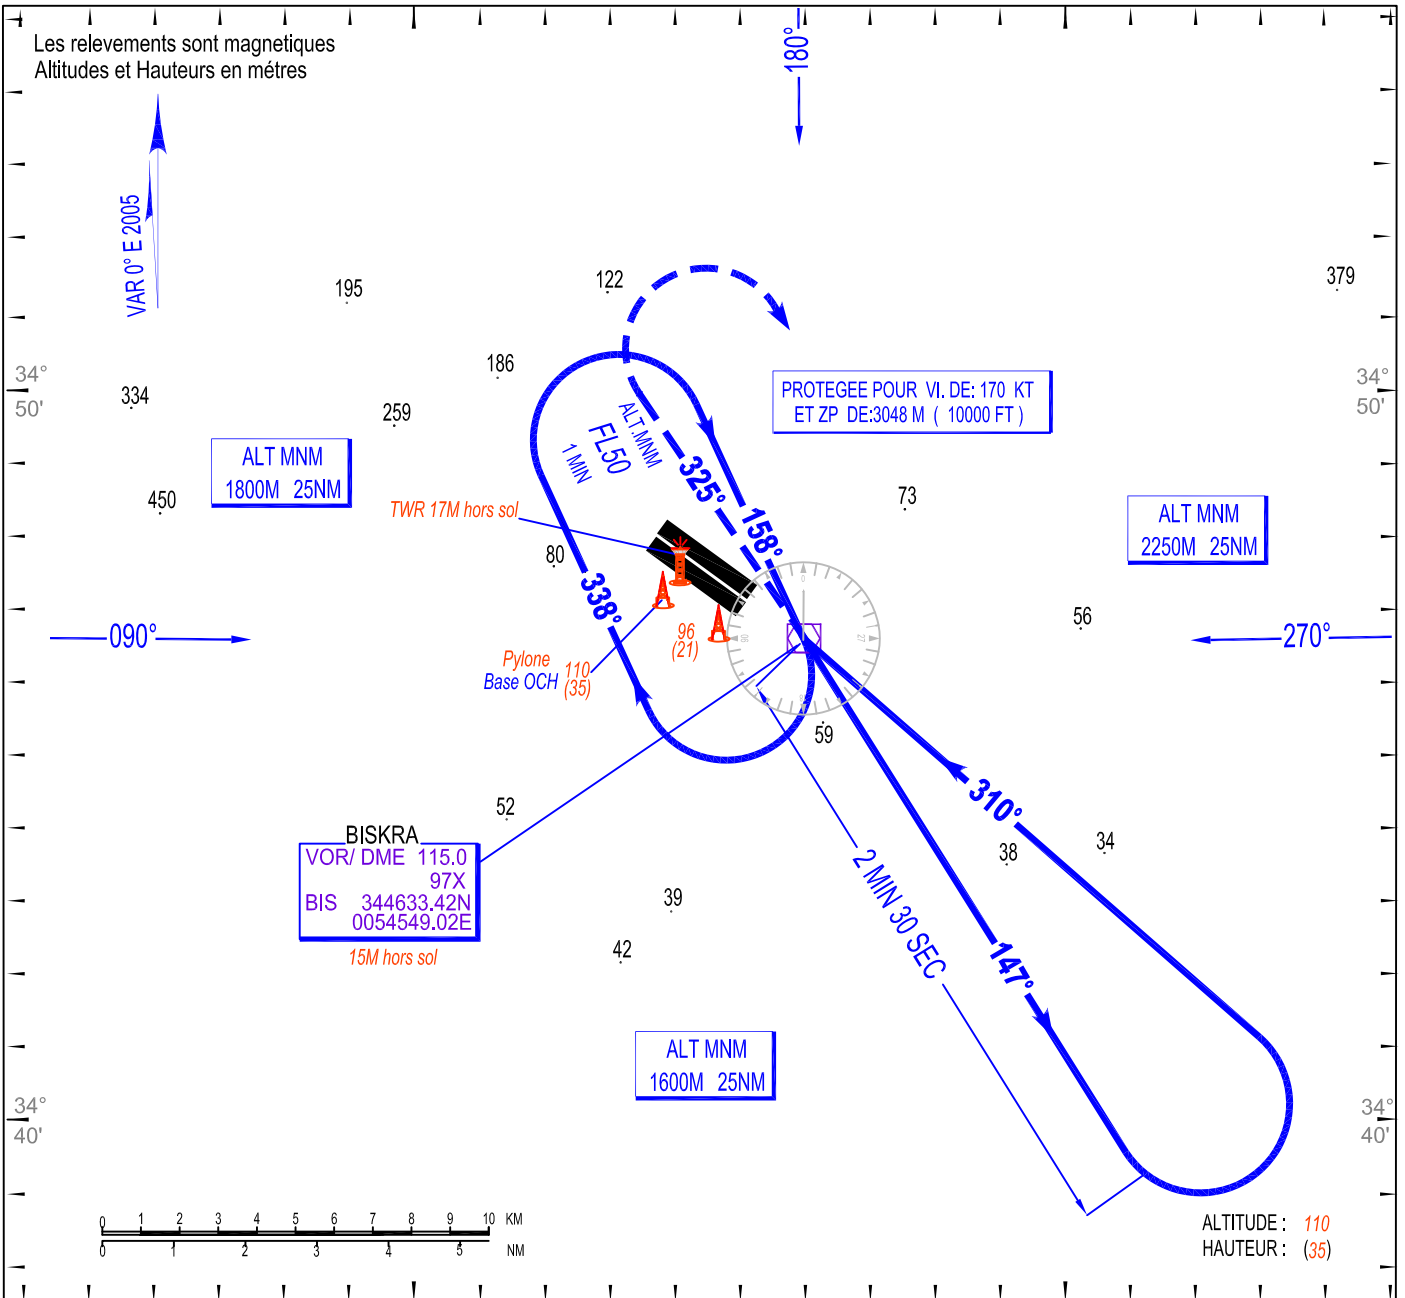 Les relevements sont magnetiques
Altitudes et Hauteurs en métres
180°
VAR 0° E 2005
195
122
379
186
34°
50'
334
259
34°
50'
PROTEGEE POUR VI. DE: 170 KT
ET ZP DE:3048 M ( 10000 FT )
ALT.MNM
FL50
1 MIN
325°
158°
ALT MNM
1800M 25NM
450
73
TWR 17M hors sol
ALT MNM
2250M 25NM
80
338°
090°
56
270°
96
(21)
Pylone
Base OCH
110
(35)
0
27
59
52
310°
34
38
BISKRA
VOR/ DME 115.0
97X
BIS 344633.42N
0054549.02E
15M hors sol
2 MIN 30 SEC
39
42
147°
ALT MNM
1600M 25NM
34°
40'
34°
40'
0 1 2 3 4 5 6 7 8 9 10 KM
0 1 2 3 4 5 NM
ALTITUDE : 110
HAUTEUR : (35)